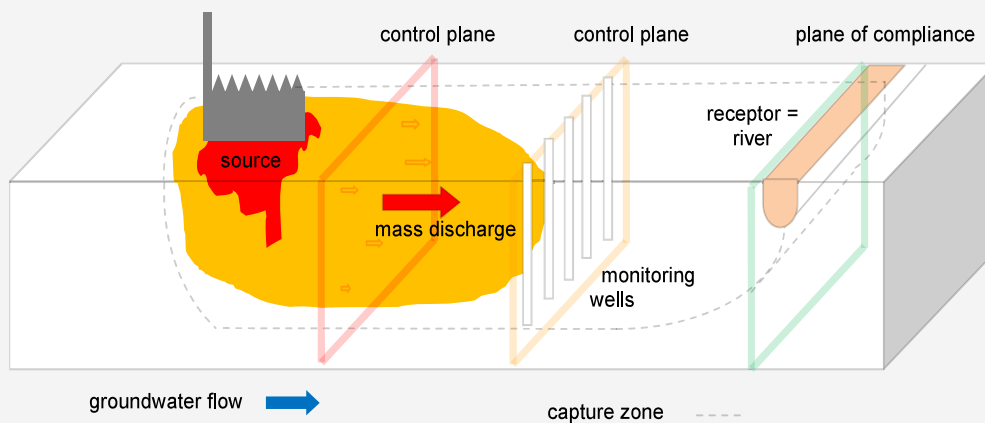 control plane
control plane
plane of compliance
receptor =
river
source
mass discharge
monitoring
wells
groundwater flow
capture zone